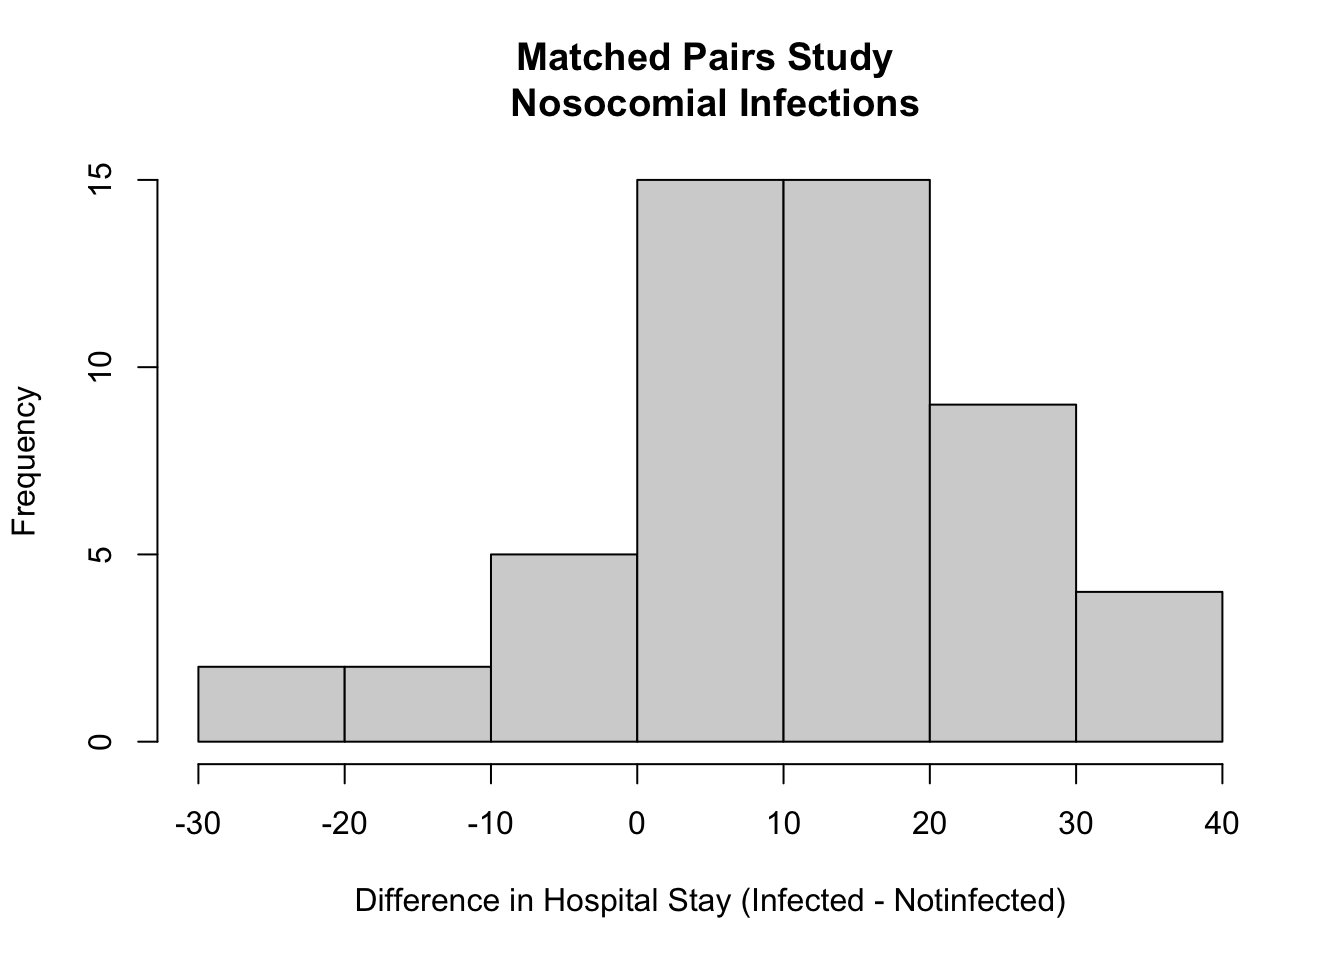 Matched Pairs Study
Nosocomial Infections
15
10
5
0
Frequency
-30 -20 -10 0 10 20 30 40
Difference in Hospital Stay (Infected - Notinfected)